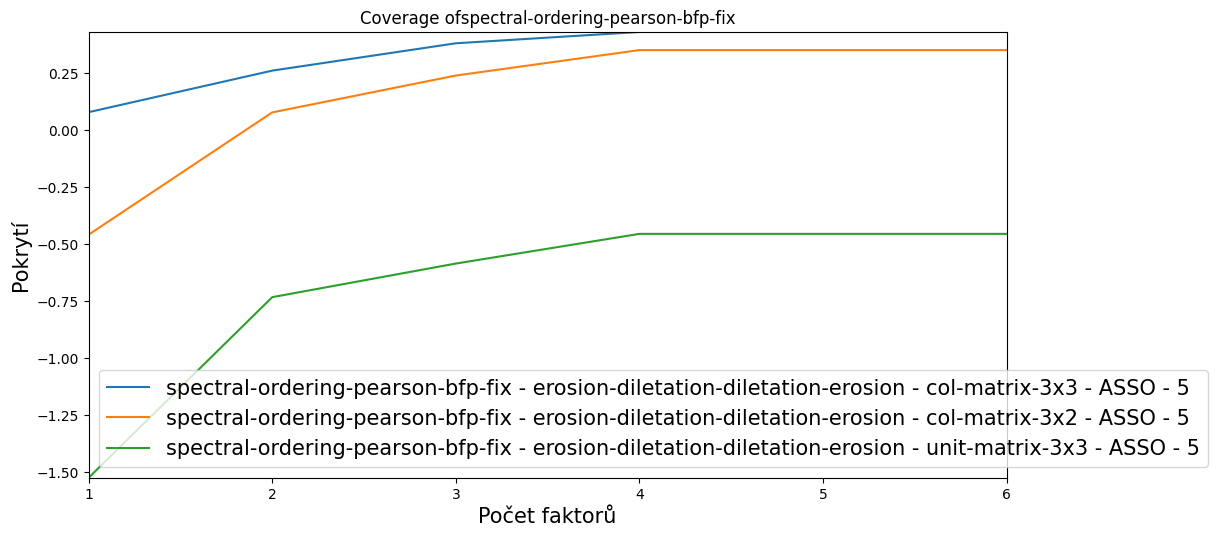 Coverage ofspectral-ordering-pearson-bfp-fix
0.25
0.00
−0.25
−0.50
−0.75
−1.00
−1.25
−1.50
Pokrytí
spectral-ordering-pearson-bfp-fix - erosion-diletation-diletation-erosion - col-matrix-3x3 - ASSO - 5
spectral-ordering-pearson-bfp-fix - erosion-diletation-diletation-erosion - col-matrix-3x2 - ASSO - 5
spectral-ordering-pearson-bfp-fix - erosion-diletation-diletation-erosion - unit-matrix-3x3 - ASSO - 5
1 2 3 4 5 6
Počet faktorů